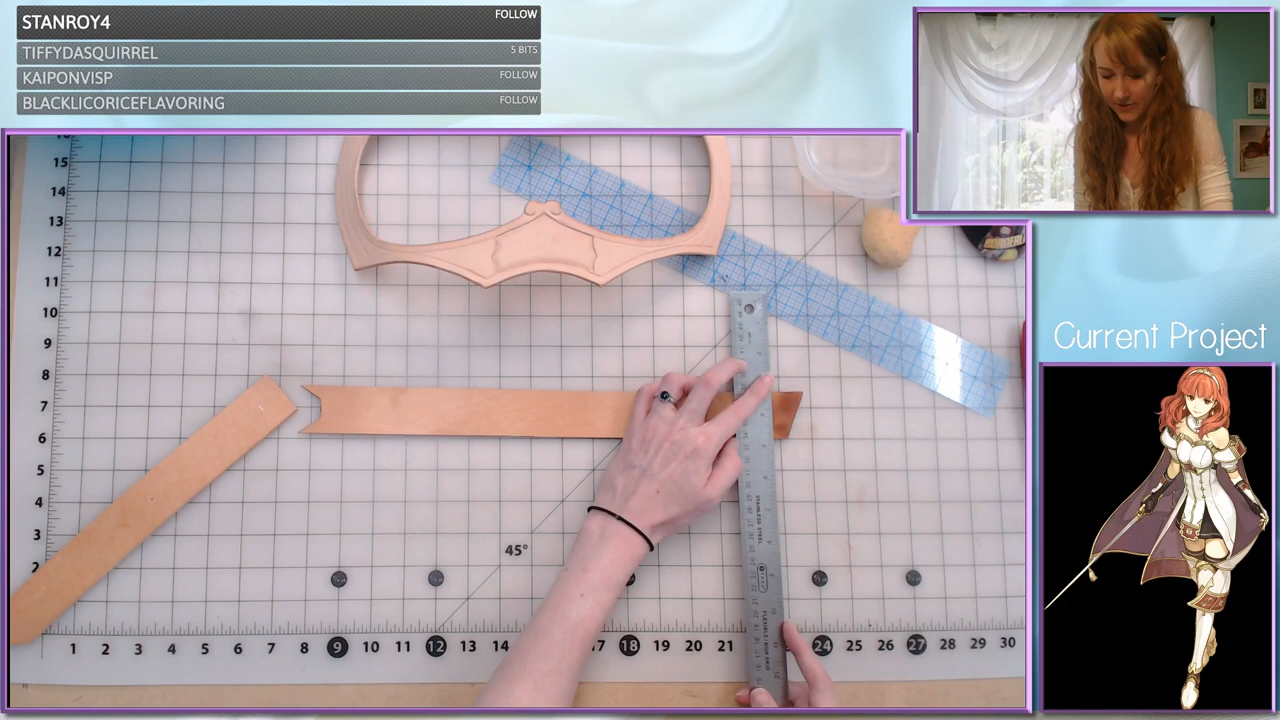 STANROY4 FOLLOW
TIFFYDASQUIRREL 5 BITS
KAIPONVISP FOLLOW
BLACKLICORICEFLAVORING FOLLOW
Current Project
15
14
13
12
11
10
9
8
7
6
5
4
3
2
45°
STAINLESS STEEL
1 2 3 4 5 6 7 8 9 10 11 12 13 14 15 17 18 19 20 21 24 25 26 27 28 29 30